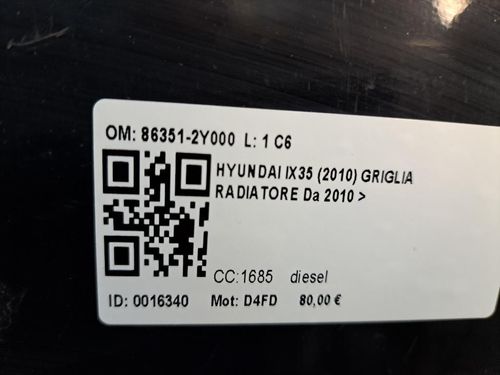 OM: 86351-2Y000 L: 1 C6
HYUNDAI IX35 (2010) GRIGLIA
RADIATORE Da 2010 >
CC:1685 diesel
ID: 0016340 Mot: D4FD 80,00 €